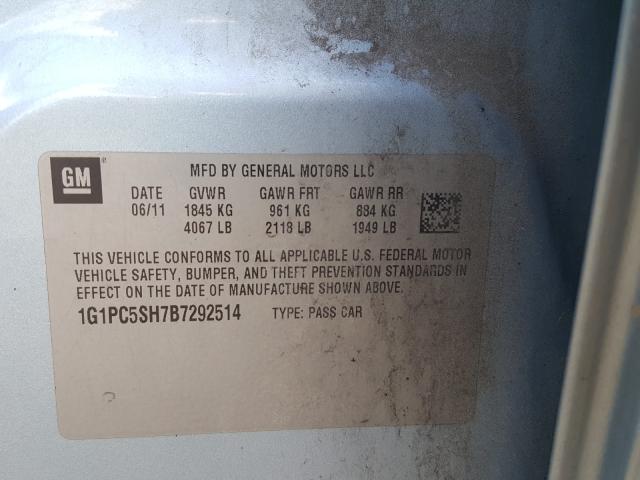 GM
MFD BY GENERAL MOTORS LLC
DATE GVWR GAWR FRT GAWR RR
06/11 1845 KG 961 KG 884 KG
4067 LB 2118 LB 1949 LB
THIS VEHICLE CONFORMS TO ALL APPLICABLE U.S. FEDERAL MOTOR
VEHICLE SAFETY, BUMPER, AND THEFT PREVENTION STANDARDS IN
EFFECT ON THE DATE OF MANUFACTURE SHOWN ABOVE.
1G1PC5SH7B7292514 TYPE: PASS CAR